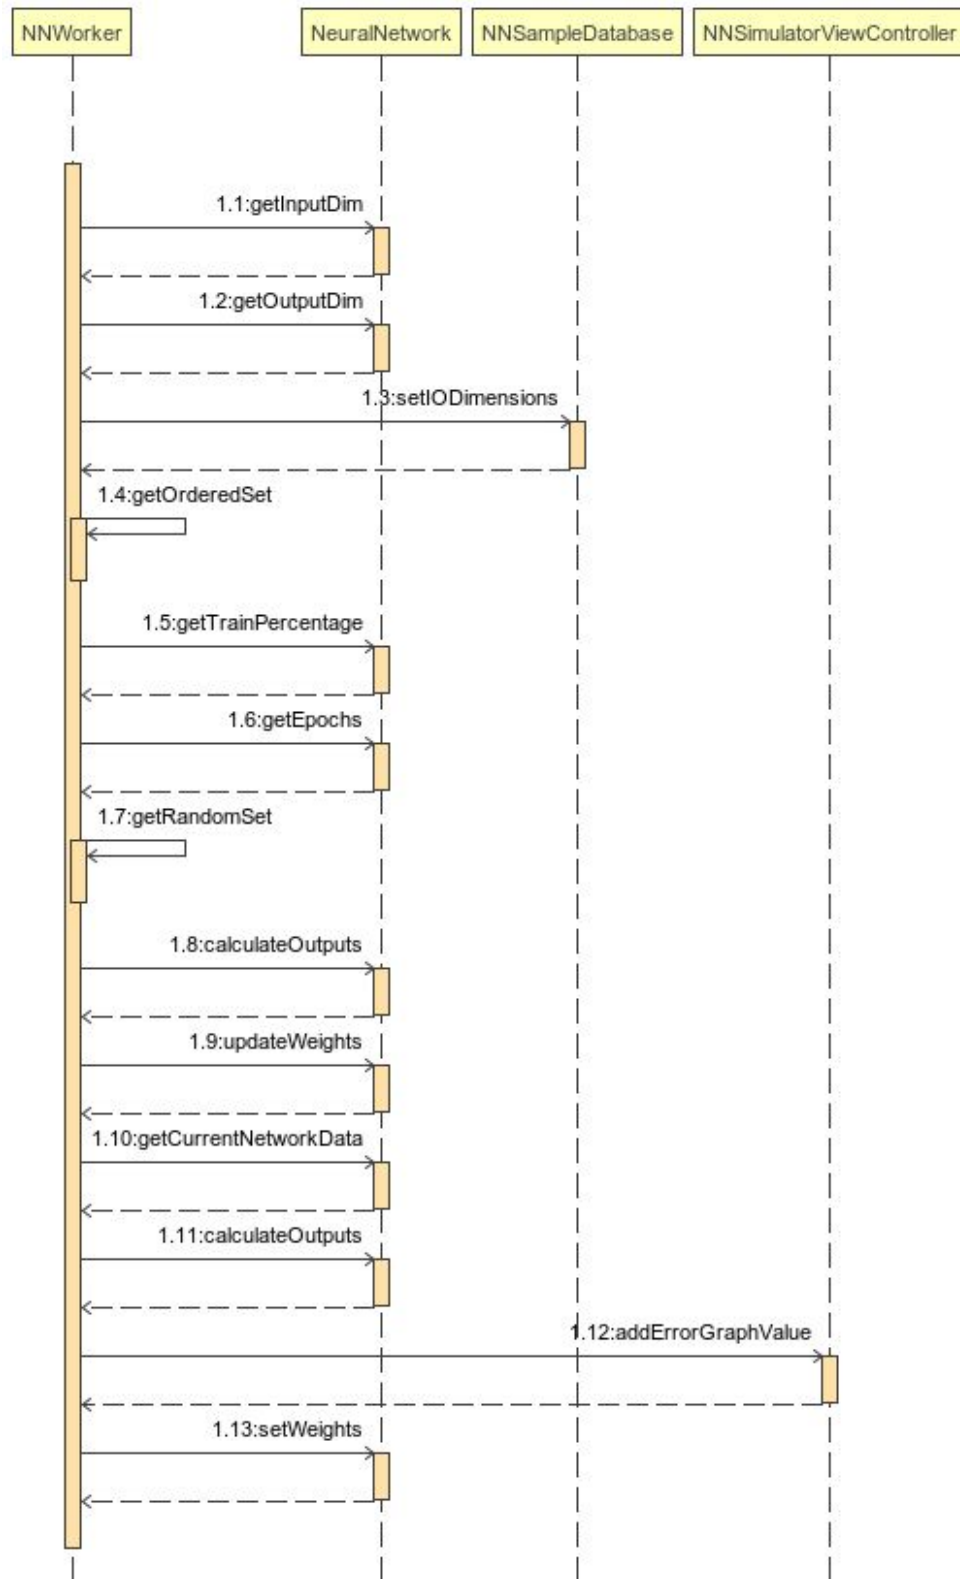 NNWorker
NeuralNetwork
NNSampleDatabase
NNSimulatorViewController
1.1:getInputDim
1.2:getOutputDim
1.3:setIODimensions
1.4:getOrderedSet
1.5:getTrainPercentage
1.6:getEpochs
1.7:getRandomSet
1.8:calculateOutputs
1.9:updateWeights
1.10:getCurrentNetworkData
1.11:calculateOutputs
1.12:addErrorGraphValue
1.13:setWeights